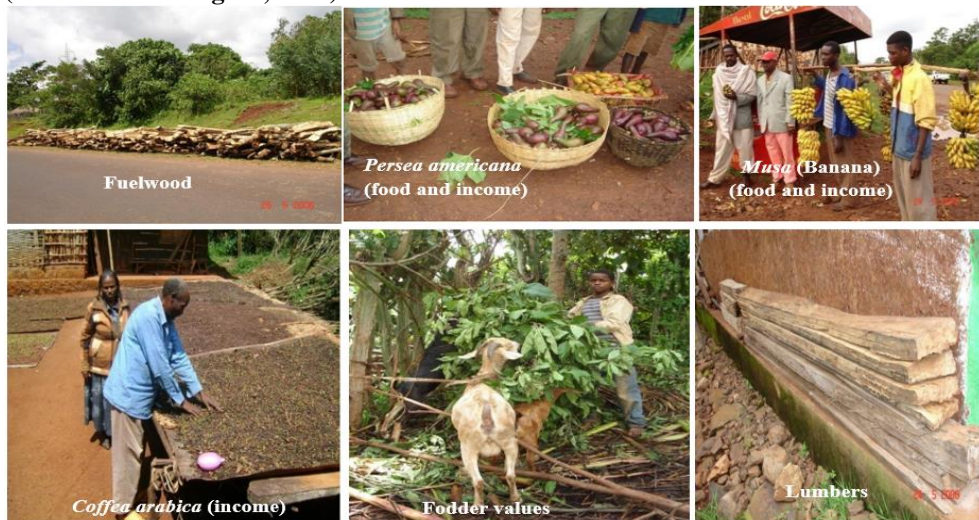 Fuelwood
Persea americana
(food and income)
Musa (Banana)
(food and income)
Coffea arabica (income)
Fodder values
Lumbers